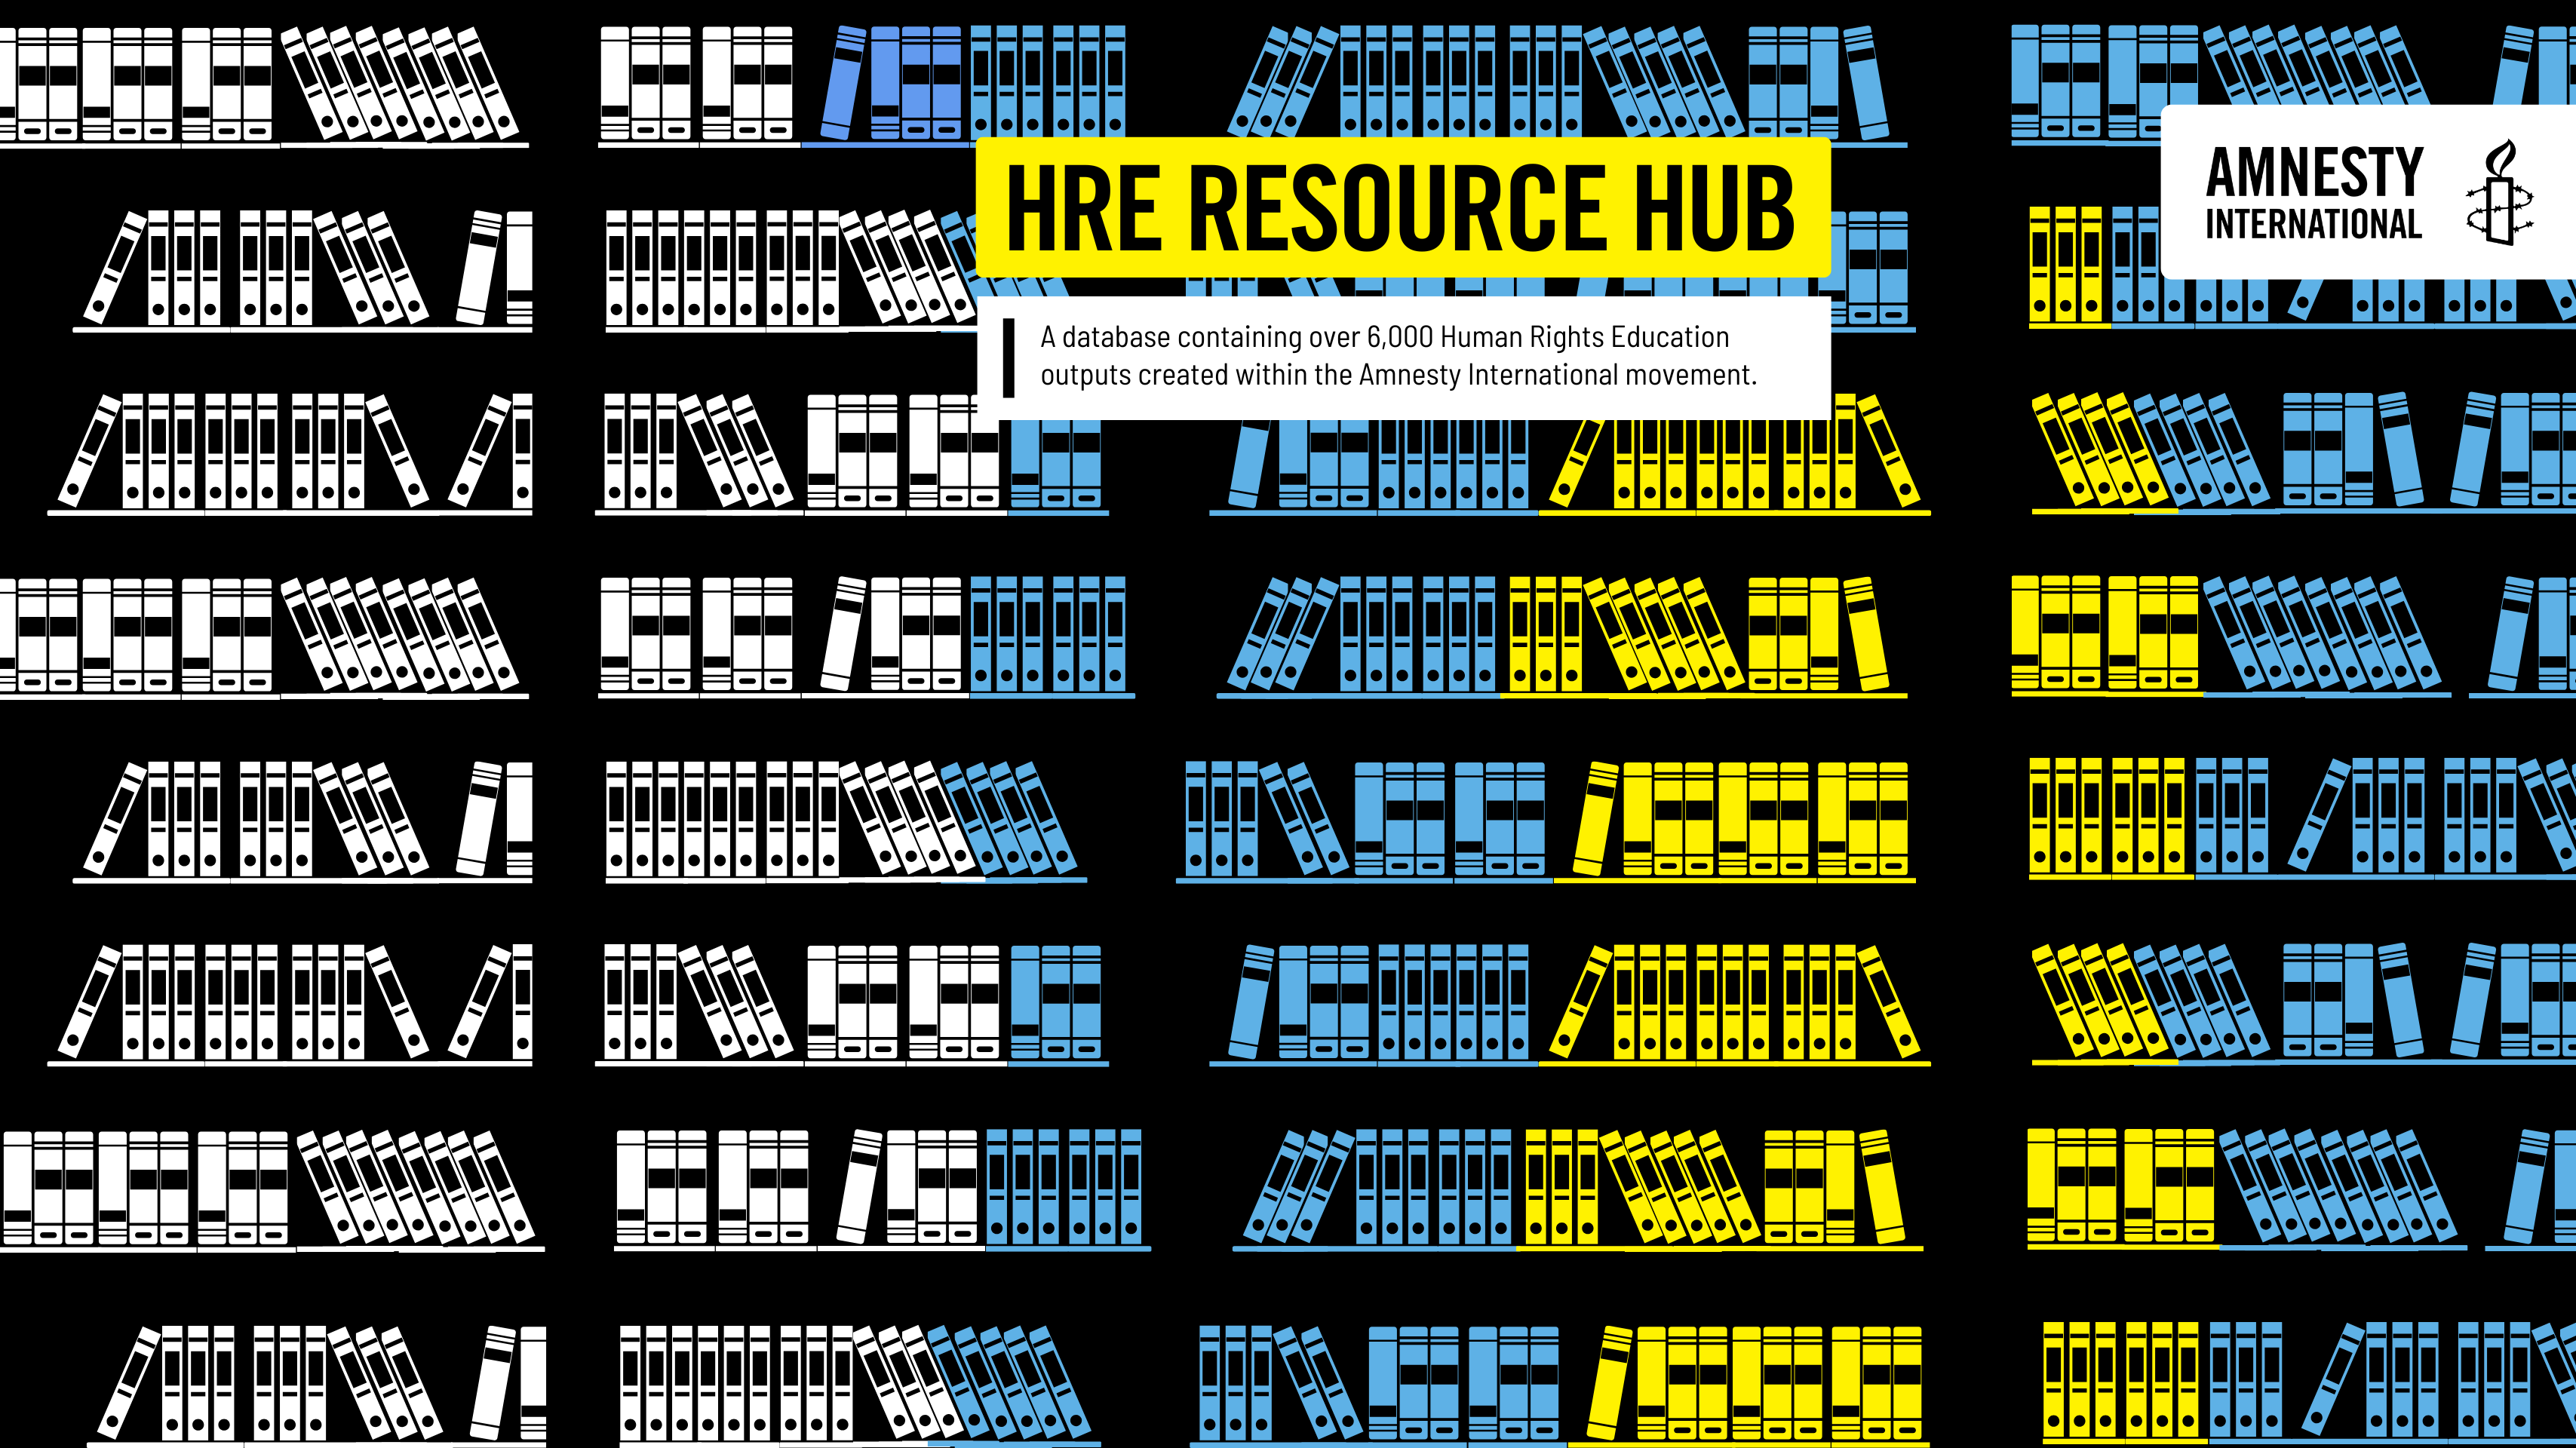 HRE RESOURCE HUB
AMNESTY
INTERNATIONAL
A database containing over 6,000 Human Rights Education
outputs created within the Amnesty International movement.